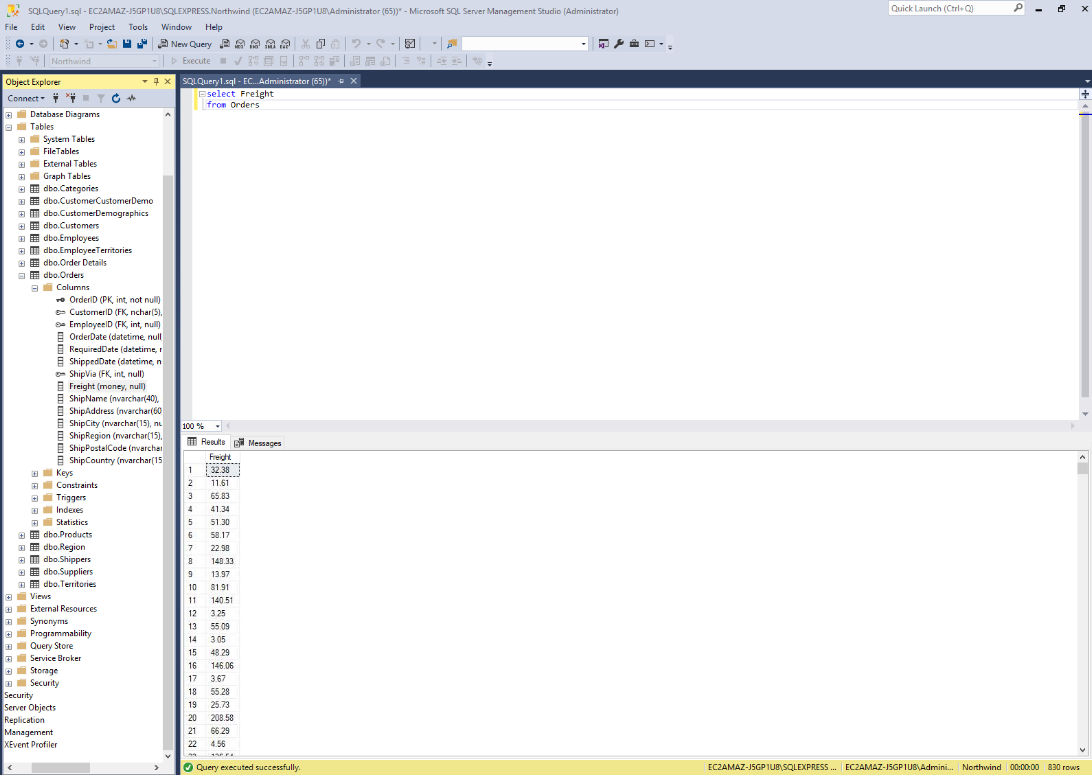 SQLQuery1.sql - EC2AMAZ-J5GP1U8\SQLEXPRESS.Northwind (EC2AMAZ-J5GP1U8\Administrator (65))* - Microsoft SQL Server Management Studio (Administrator)
Quick Launch (Ctrl+Q)
File Edit View Project Tools Window Help
New Query
Northwind Execute
Object Explorer
SQLQuery1.sql - EC...Administrator (65))*
Connect
select Freight
from Orders
Database Diagrams
Tables
System Tables
FileTables
External Tables
Graph Tables
dbo.Categories
dbo.CustomerCustomerDemo
dbo.CustomerDemographics
dbo.Customers
dbo.Employees
dbo.EmployeeTerritories
dbo.Order Details
dbo.Orders
Columns
OrderID (PK, int, not null)
CustomerID (FK, nchar(5),
EmployeeID (FK, int, null)
OrderDate (datetime, null
RequiredDate (datetime, r
ShippedDate (datetime, n
ShipVia (FK, int, null)
Freight (money, null)
ShipName (nvarchar(40),
ShipAddress (nvarchar(60
ShipCity (nvarchar(15), nu
ShipRegion (nvarchar(15),
ShipPostalCode (nvarchar
ShipCountry (nvarchar(15
Keys
Constraints
Triggers
Indexes
Statistics
dbo.Products
dbo.Region
dbo.Shippers
dbo.Suppliers
dbo.Territories
Views
External Resources
Synonyms
Programmability
Query Store
Service Broker
Storage
Security
Security
Server Objects
Replication
Management
XEvent Profiler
100 %
Results Messages
Freight
1 32.38
2 11.61
3 65.83
4 41.34
5 51.30
6 58.17
7 22.98
8 148.33
9 13.97
10 81.91
11 140.51
12 3.25
13 55.09
14 3.05
15 48.29
16 146.06
17 3.67
18 55.28
19 25.73
20 208.58
21 66.29
22 4.56
Query executed successfully.
EC2AMAZ-J5GP1U8\SQLEXPRESS ... EC2AMAZ-J5GP1U8\Admini... Northwind 00:00:00 830 rows